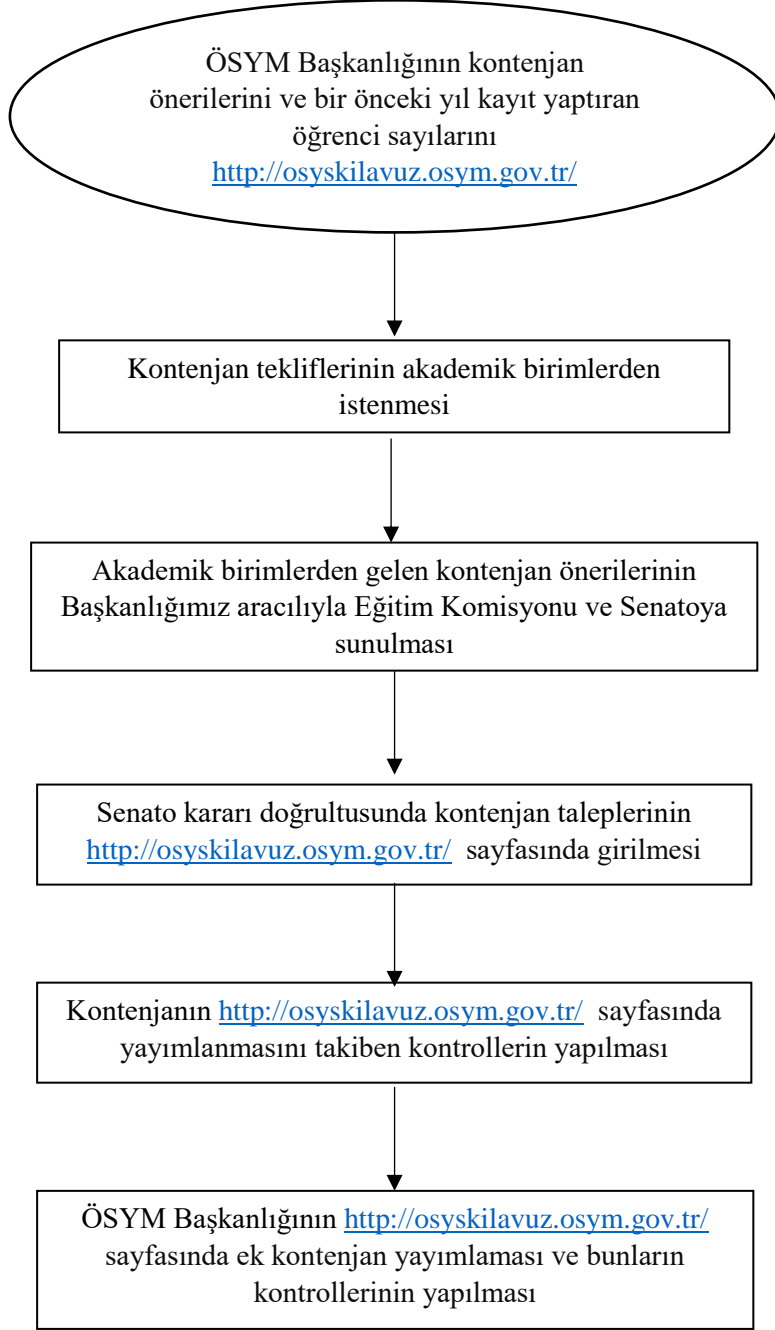 ÖSYM Başkanlığının kontenjan
önerilerini ve bir önceki yıl kayıt yaptıran
öğrenci sayılarını
http://osyskilavuz.osym.gov.tr/
Kontenjan tekliflerinin akademik birimlerden
istenmesi
Akademik birimlerden gelen kontenjan önerilerinin
Başkanlığımız aracılıyla Eğitim Komisyonu ve Senatoya
sunulması
Senato kararı doğrultusunda kontenjan taleplerinin
http://osyskilavuz.osym.gov.tr/ sayfasında girilmesi
Kontenjanın http://osyskilavuz.osym.gov.tr/ sayfasında
yayımlanmasını takiben kontrollerin yapılması
ÖSYM Başkanlığının http://osyskilavuz.osym.gov.tr/
sayfasında ek kontenjan yayımlaması ve bunların
kontrollerinin yapılması